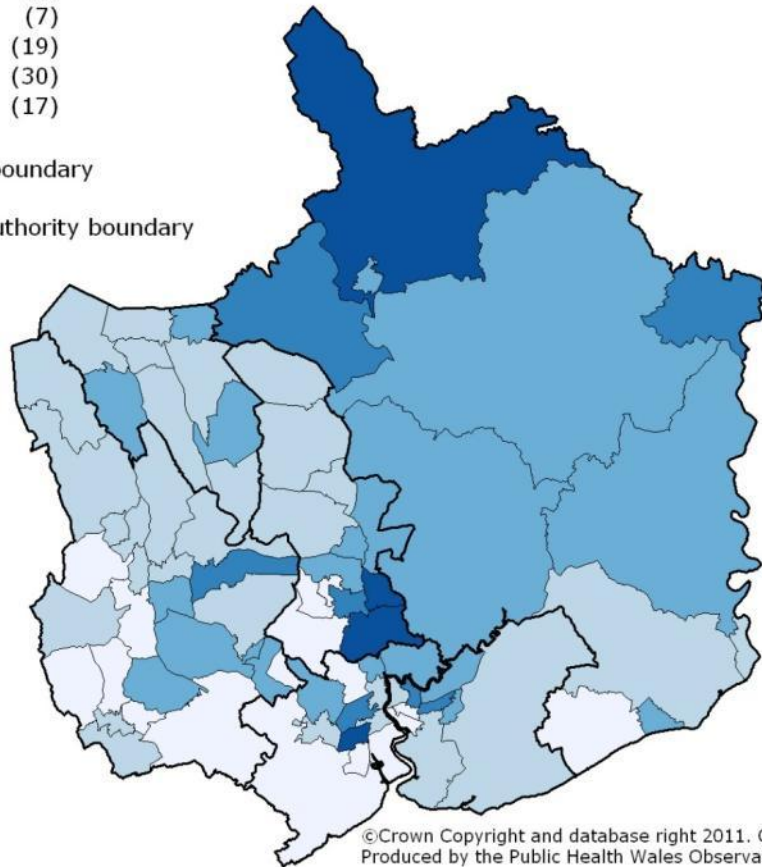 (7)
(19)
(30)
(17)
oundary
uthority boundary
©Crown Copyright and database right 2011.
Produced by the Public Health Wales Observa